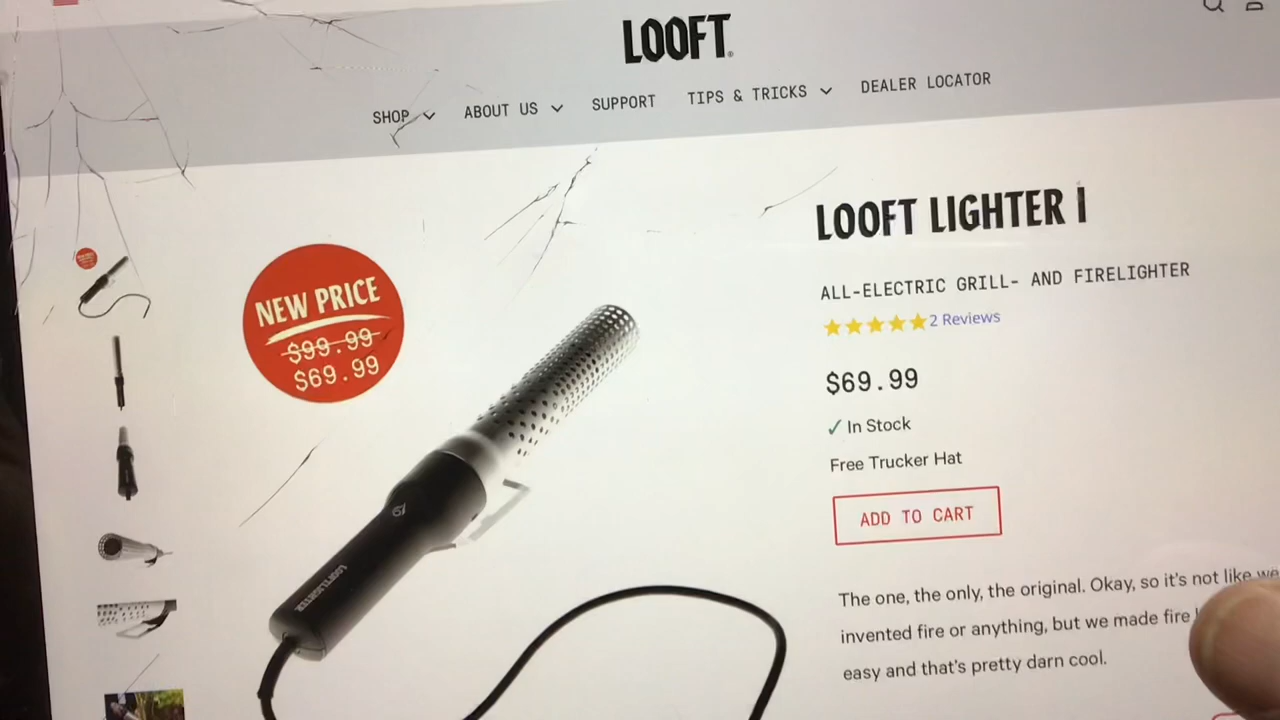 LOOFT
SHOP ABOUT US SUPPORT TIPS & TRICKS DEALER LOCATOR
LOOFT LIGHTER I
ALL-ELECTRIC GRILL- AND FIRELIGHTER
2 Reviews
NEW PRICE
$99.99
$69.99
$69.99
In Stock
Free Trucker Hat
ADD TO CART
LOOFTLIGHTER
The one, the only, the original. Okay, so it's not like we
invented fire or anything, but we made fire
easy and that's pretty darn cool.